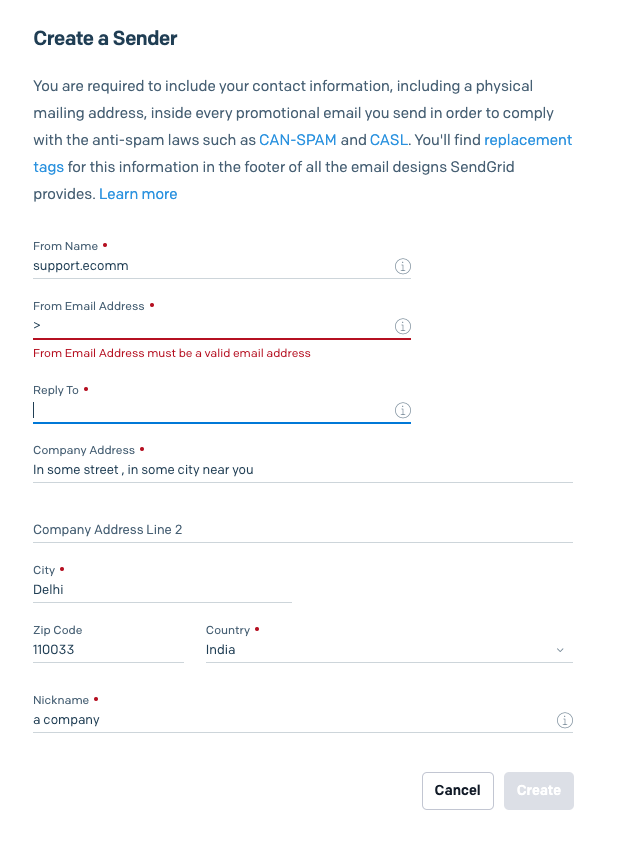 Create a Sender
You are required to include your contact information, including a physical
mailing address, inside every promotional email you send in order to comply
with the anti-spam laws such as CAN-SPAM and CASL. You'll find replacement
tags for this information in the footer of all the email designs SendGrid
provides. Learn more
From Name •
support.ecomm
From Email Address •
>
From Email Address must be a valid email address
Reply To •
Company Address •
In some street , in some city near you
Company Address Line 2
City •
Delhi
Zip Code
110033
Country •
India
Nickname •
a company
Cancel
Create